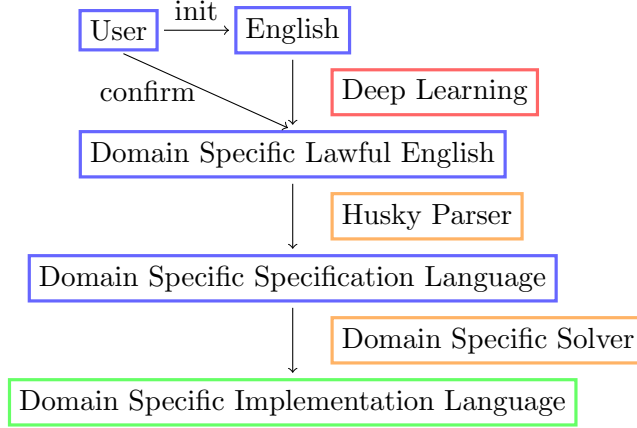 init
User
English
confirm
Deep Learning
Domain Specific Lawful English
Husky Parser
Domain Specific Specification Language
Domain Specific Solver
Domain Specific Implementation Language